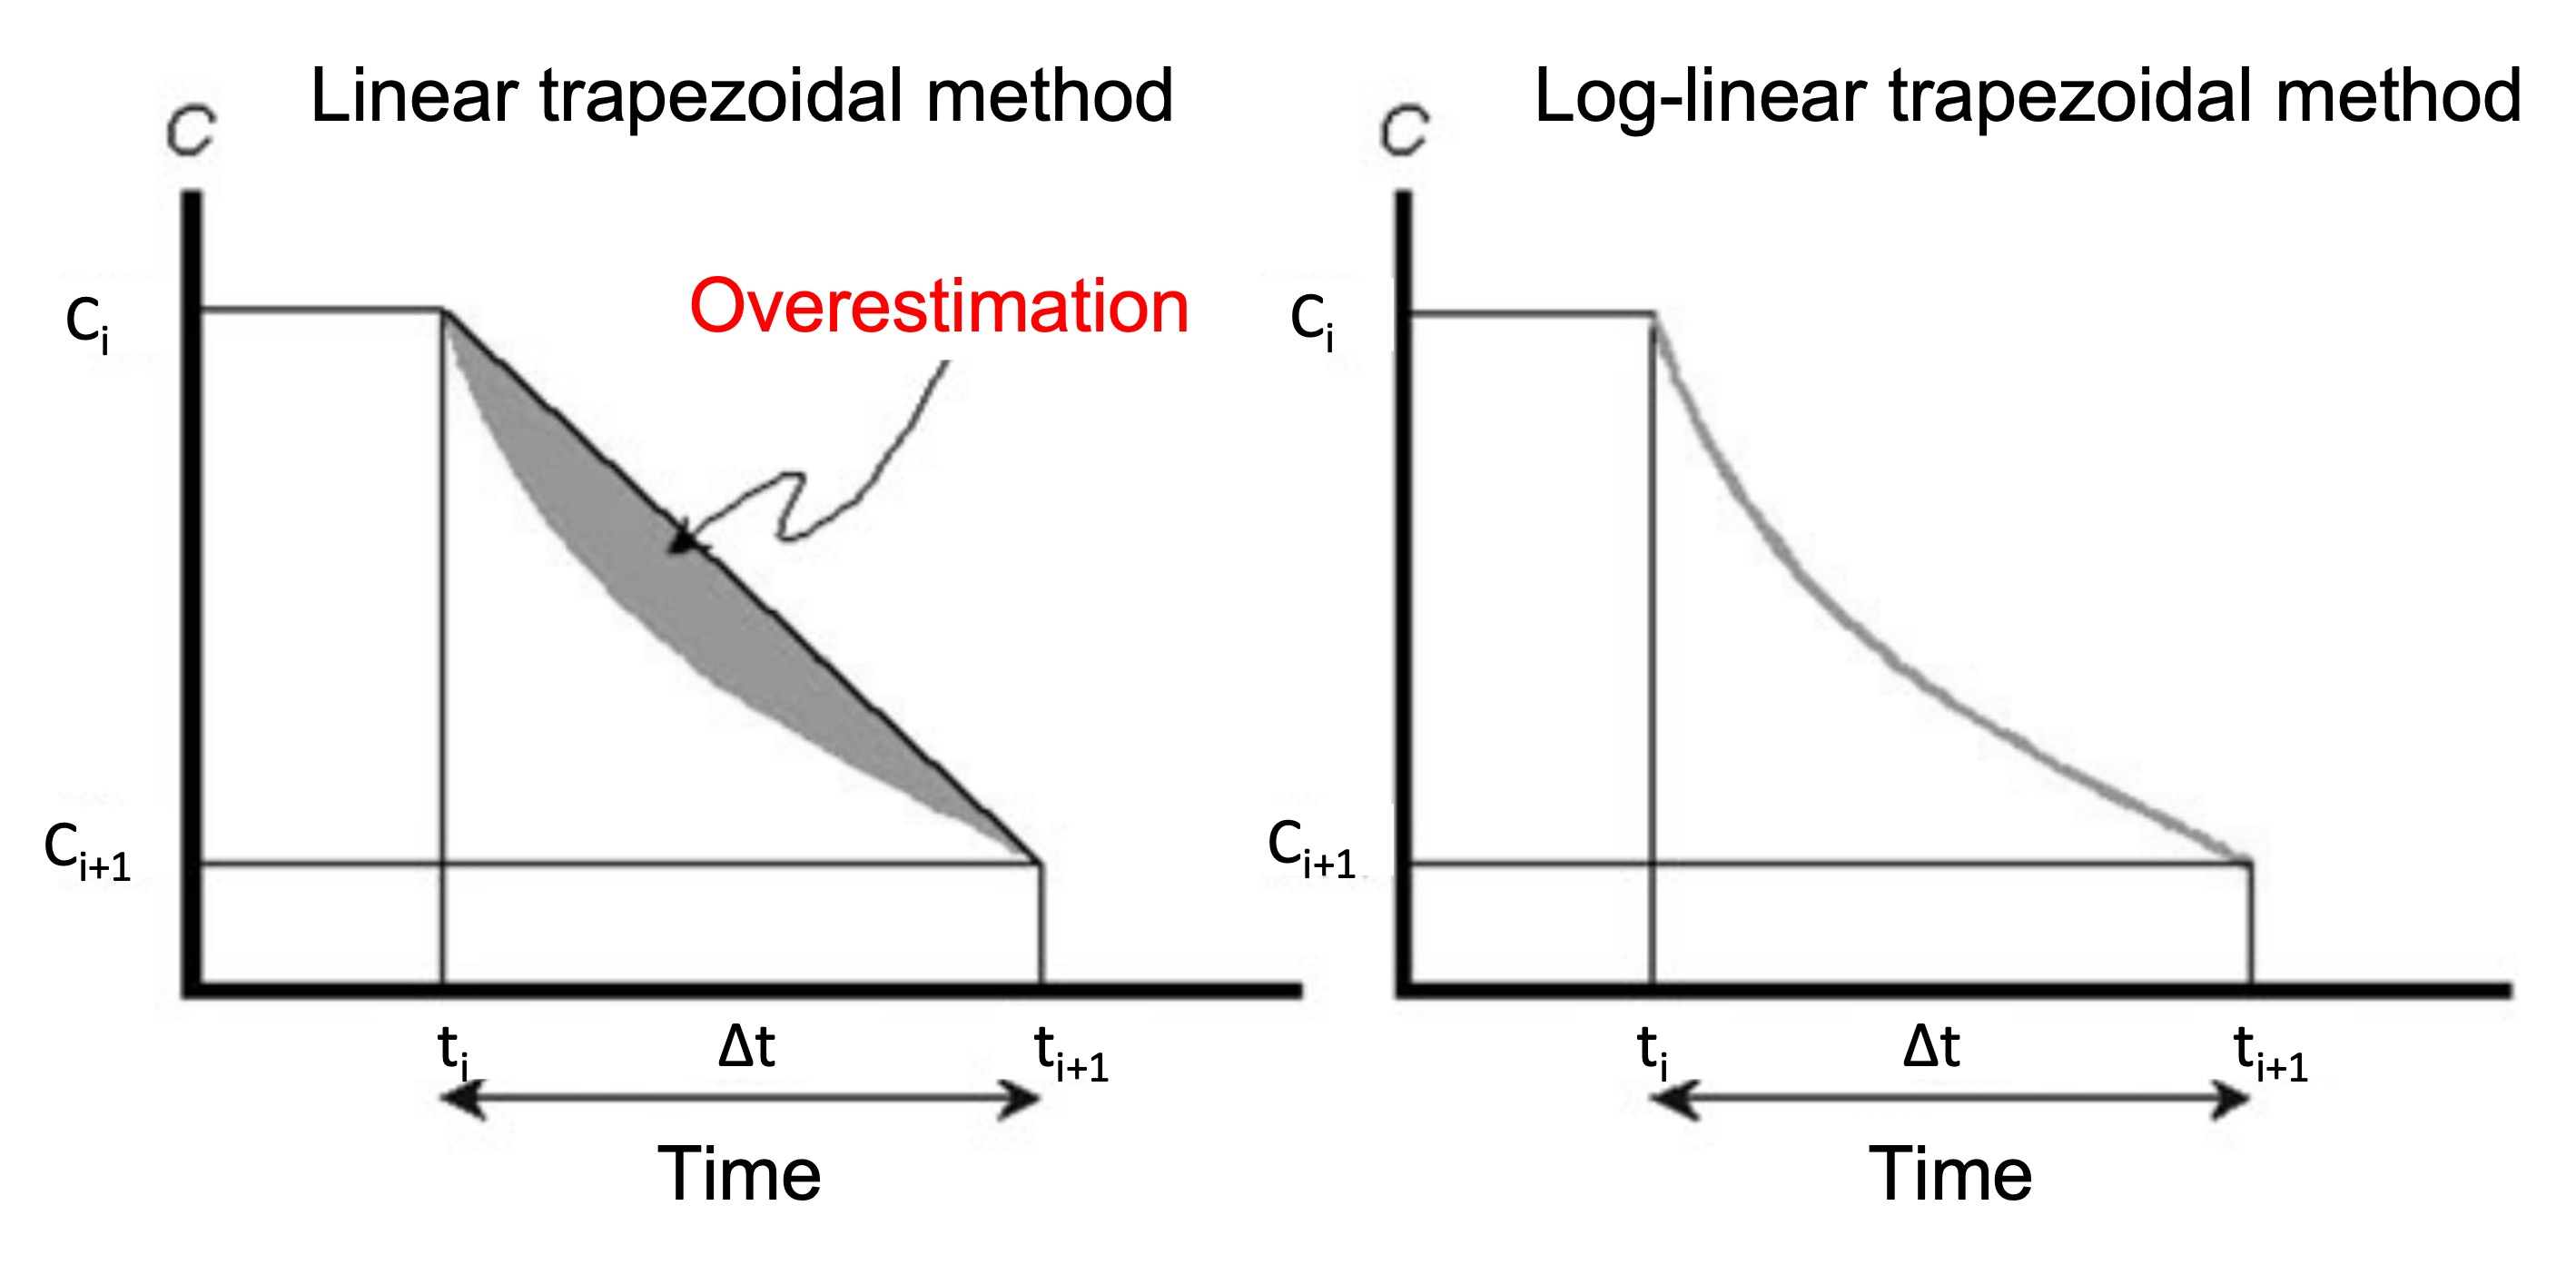 Linear trapezoidal method
C
Overestimation
Cᵢ
Cᵢ₊₁
tᵢ Δt tᵢ₊₁
Time
Log-linear trapezoidal method
C
Cᵢ
Cᵢ₊₁
tᵢ Δt tᵢ₊₁
Time